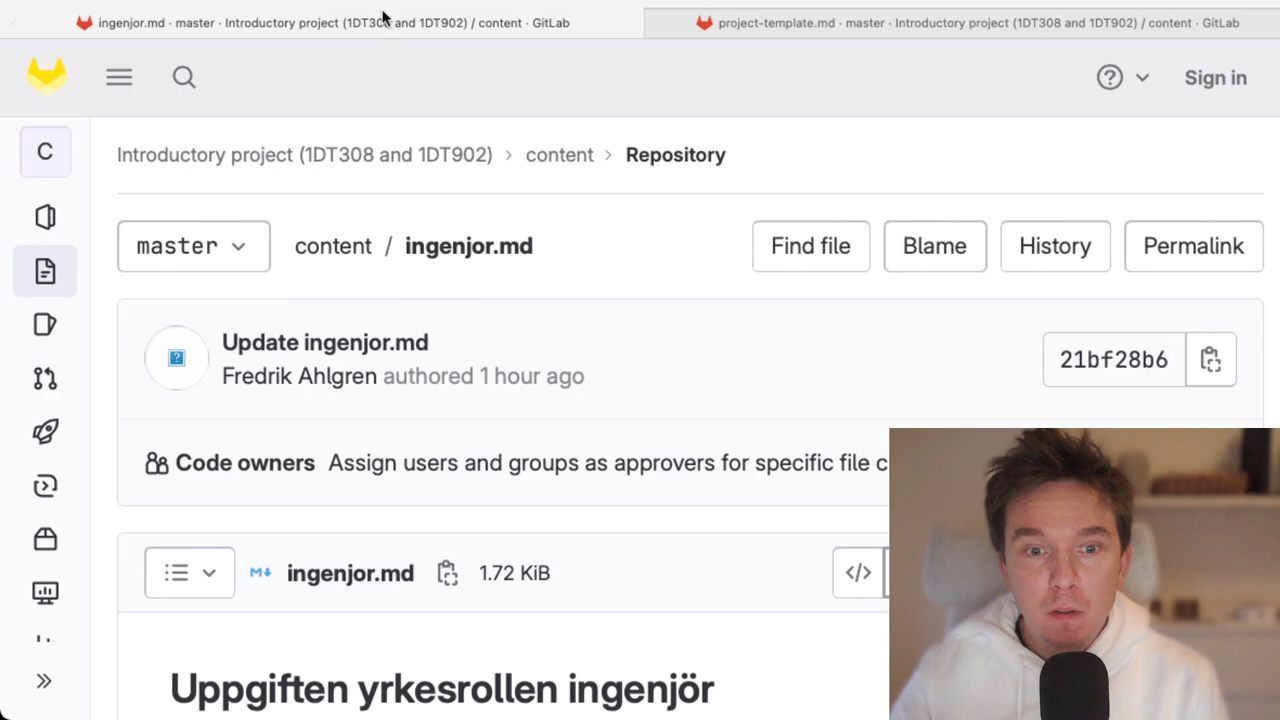 ingenjor.md · master · Introductory project (1DT308 and 1DT902) / content · GitLab
project-template.md · master · Introductory project (1DT308 and 1DT902) / content · GitLab
Sign in
C
Introductory project (1DT308 and 1DT902) › content › Repository
master content / ingenjor.md Find file Blame History Permalink
Update ingenjor.md
Fredrik Ahlgren authored 1 hour ago
21bf28b6
Code owners Assign users and groups as approvers for specific file c
ingenjor.md 1.72 KiB
Uppgiften yrkesrollen ingenjör